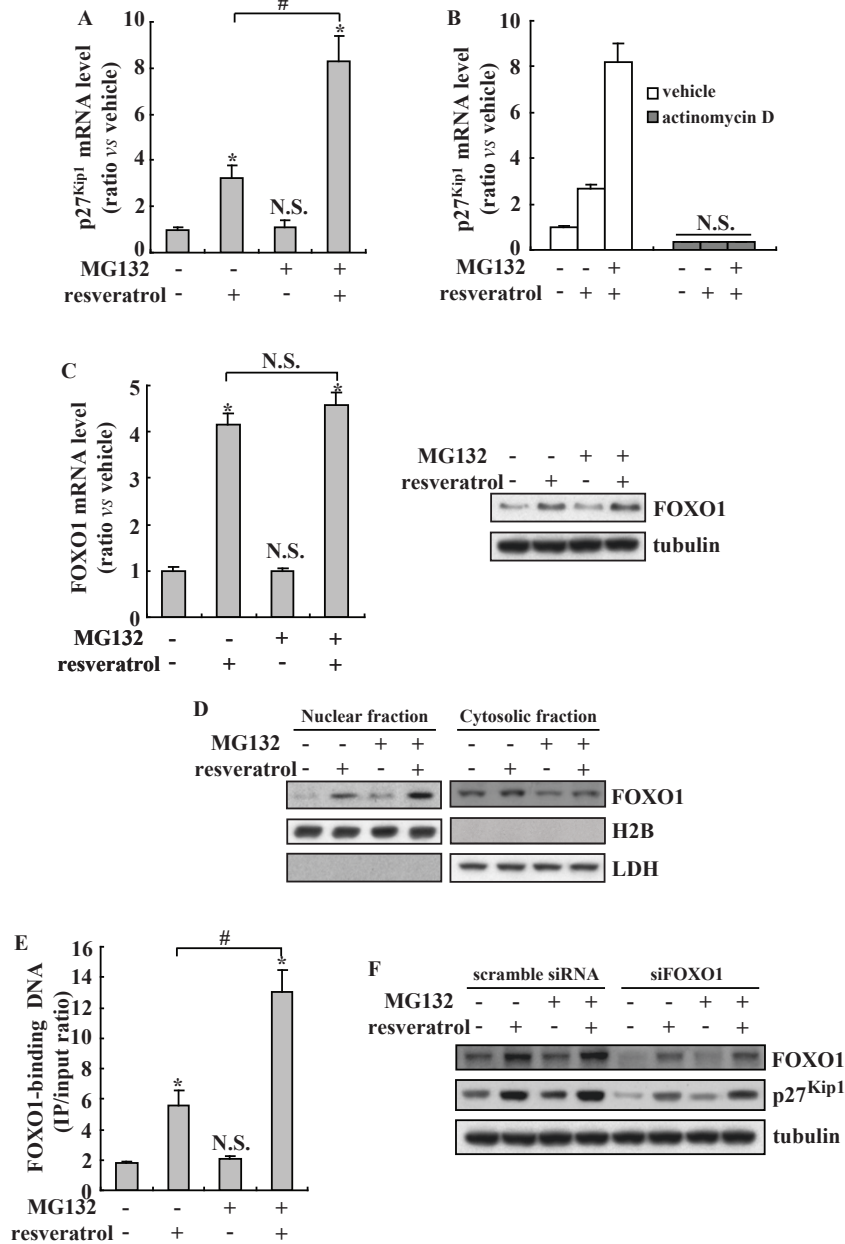 A
p27Kip1 mRNA level
(ratio vs vehicle)
10
8
6
4
2
0
#
*
N.S.
*
MG132 - - + +
resveratrol - + - +
B
p27Kip1 mRNA level
(ratio vs vehicle)
10
8
6
4
2
0
vehicle
actinomycin D
N.S.
MG132 - - + - - +
resveratrol - + + - + +
C
FOXO1 mRNA level
(ratio vs vehicle)
5
4
3
2
1
0
N.S.
*
N.S.
*
MG132 - - + +
resveratrol - + - +
MG132 - - + +
resveratrol - + - +
FOXO1
tubulin
D
Nuclear fraction Cytosolic fraction
MG132 - - + + - - + +
resveratrol - + - + - + - +
FOXO1
H2B
LDH
E
FOXO1-binding DNA
(IP/input ratio)
16
14
12
10
8
6
4
2
0
#
*
N.S.
*
MG132 - - + +
resveratrol - + - +
F
scramble siRNA siFOXO1
MG132 - - + + - - + +
resveratrol - + - + - + - +
FOXO1
p27Kip1
tubulin